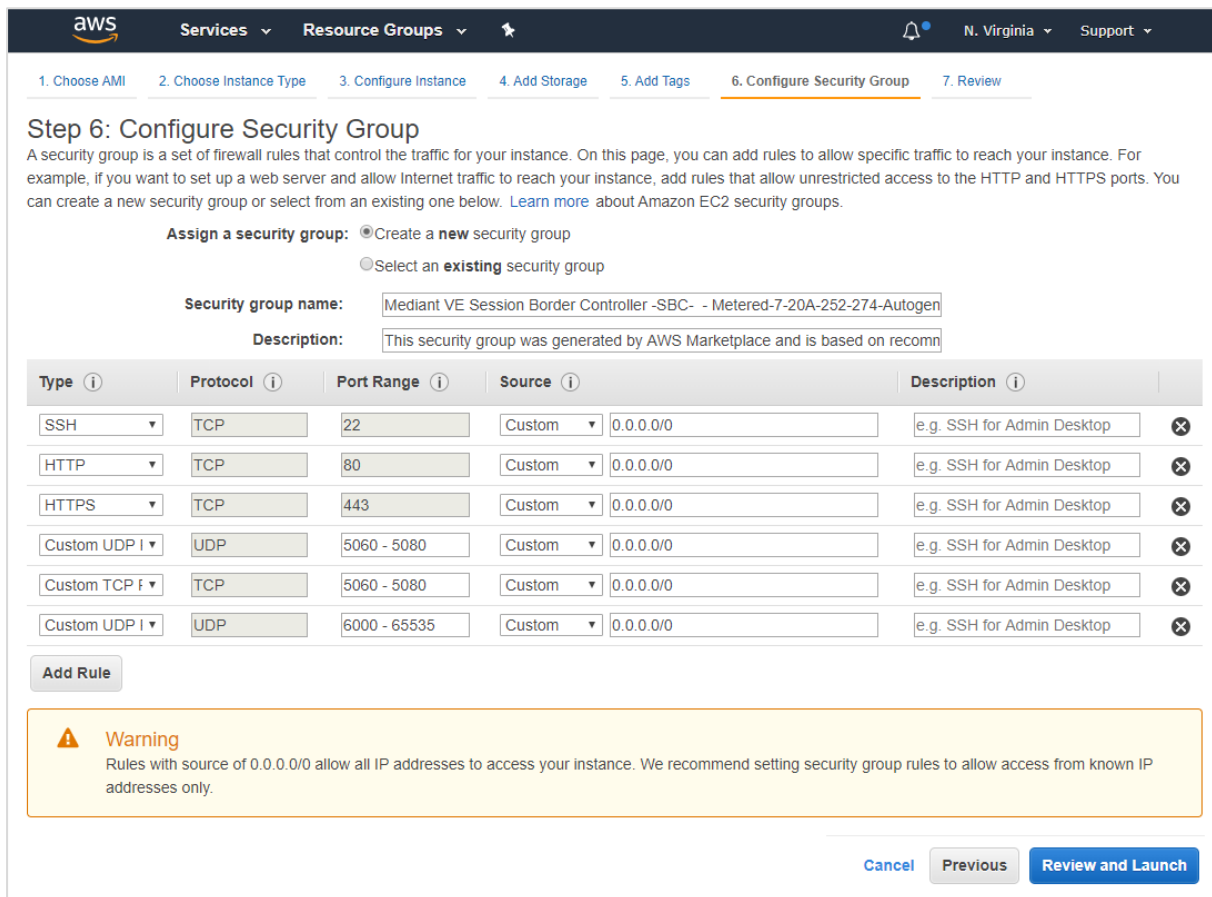 aws Services Resource Groups N. Virginia Support
1. Choose AMI 2. Choose Instance Type 3. Configure Instance 4. Add Storage 5. Add Tags 6. Configure Security Group 7. Review
Step 6: Configure Security Group
A security group is a set of firewall rules that control the traffic for your instance. On this page, you can add rules to allow specific traffic to reach your instance. For
example, if you want to set up a web server and allow Internet traffic to reach your instance, add rules that allow unrestricted access to the HTTP and HTTPS ports. You
can create a new security group or select from an existing one below. Learn more about Amazon EC2 security groups.
Assign a security group: Create a new security group
Select an existing security group
Security group name: Mediant VE Session Border Controller -SBC- - Metered-7-20A-252-274-Autogen
Description: This security group was generated by AWS Marketplace and is based on recomn
Type i Protocol i Port Range i Source i Description i
SSH TCP 22 Custom 0.0.0.0/0 e.g. SSH for Admin Desktop
HTTP TCP 80 Custom 0.0.0.0/0 e.g. SSH for Admin Desktop
HTTPS TCP 443 Custom 0.0.0.0/0 e.g. SSH for Admin Desktop
Custom UDP I UDP 5060 - 5080 Custom 0.0.0.0/0 e.g. SSH for Admin Desktop
Custom TCP F TCP 5060 - 5080 Custom 0.0.0.0/0 e.g. SSH for Admin Desktop
Custom UDP I UDP 6000 - 65535 Custom 0.0.0.0/0 e.g. SSH for Admin Desktop
Add Rule
Warning
Rules with source of 0.0.0.0/0 allow all IP addresses to access your instance. We recommend setting security group rules to allow access from known IP
addresses only.
Cancel Previous Review and Launch